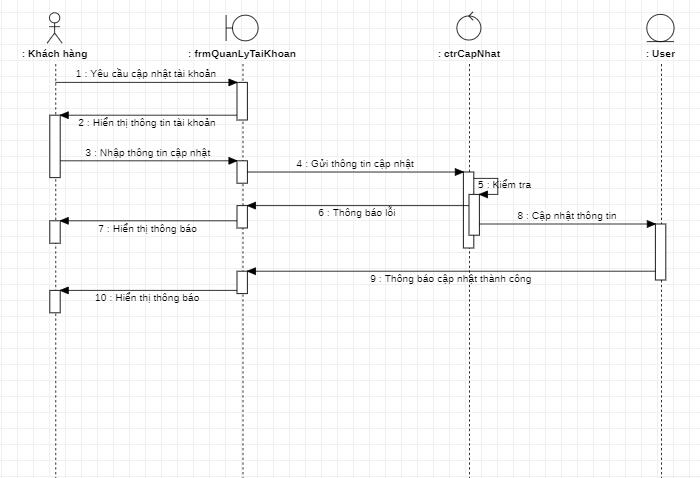 : Khách hàng
: frmQuanLyTaiKhoan
: ctrCapNhat
: User
1 : Yêu cầu cập nhật tài khoản
2 : Hiển thị thông tin tài khoản
3 : Nhập thông tin cập nhật
4 : Gửi thông tin cập nhật
5 : Kiểm tra
6 : Thông báo lỗi
7 : Hiển thị thông báo
8 : Cập nhật thông tin
9 : Thông báo cập nhật thành công
10 : Hiển thị thông báo